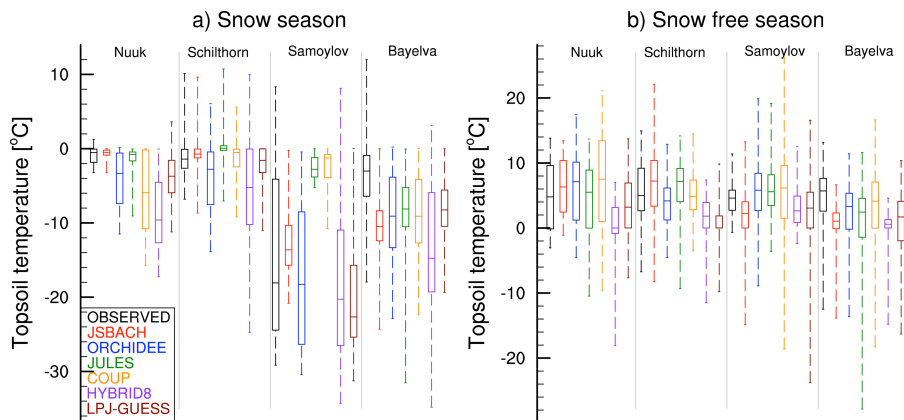 a) Snow season
b) Snow free season
Nuuk Schilthorn Samoylov Bayelva
Nuuk Schilthorn Samoylov Bayelva
Topsoil temperature [°C]
10
0
-10
-20
-30
OBSERVED
JSBACH
ORCHIDEE
JULES
COUP
HYBRID8
LPJ-GUESS
Topsoil temperature [°C]
20
10
0
-10
-20